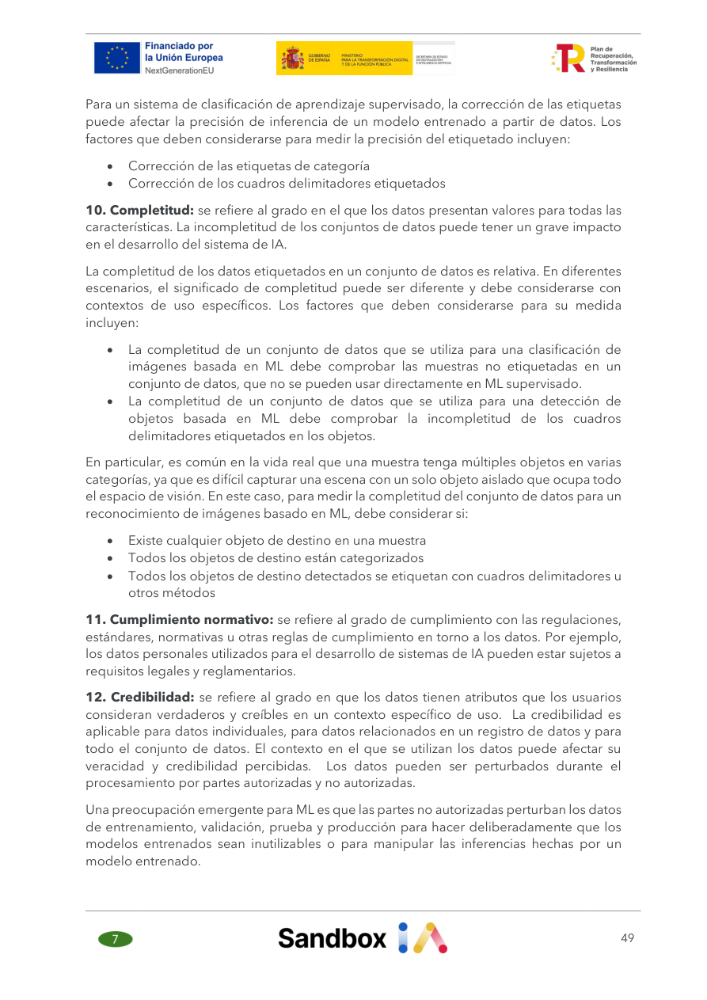 Financiado por
la Unión Europea
NextGenerationEU
GOBIERNO
DE ESPAÑA
MINISTERIO
PARA LA TRANSFORMACIÓN DIGITAL
Y DE LA FUNCIÓN PÚBLICA
SECRETARÍA DE ESTADO
DE DIGITALIZACIÓN
E INTELIGENCIA ARTIFICIAL
Plan de
Recuperación,
Transformación
y Resiliencia
Para un sistema de clasificación de aprendizaje supervisado, la corrección de las etiquetas
puede afectar la precisión de inferencia de un modelo entrenado a partir de datos. Los
factores que deben considerarse para medir la precisión del etiquetado incluyen:
• Corrección de las etiquetas de categoría
• Corrección de los cuadros delimitadores etiquetados
10. Completitud: se refiere al grado en el que los datos presentan valores para todas las
características. La incompletitud de los conjuntos de datos puede tener un grave impacto
en el desarrollo del sistema de IA.
La completitud de los datos etiquetados en un conjunto de datos es relativa. En diferentes
escenarios, el significado de completitud puede ser diferente y debe considerarse con
contextos de uso específicos. Los factores que deben considerarse para su medida
incluyen:
• La completitud de un conjunto de datos que se utiliza para una clasificación de
imágenes basada en ML debe comprobar las muestras no etiquetadas en un
conjunto de datos, que no se pueden usar directamente en ML supervisado.
• La completitud de un conjunto de datos que se utiliza para una detección de
objetos basada en ML debe comprobar la incompletitud de los cuadros
delimitadores etiquetados en los objetos.
En particular, es común en la vida real que una muestra tenga múltiples objetos en varias
categorías, ya que es difícil capturar una escena con un solo objeto aislado que ocupa todo
el espacio de visión. En este caso, para medir la completitud del conjunto de datos para un
reconocimiento de imágenes basado en ML, debe considerar si:
• Existe cualquier objeto de destino en una muestra
• Todos los objetos de destino están categorizados
• Todos los objetos de destino detectados se etiquetan con cuadros delimitadores u
otros métodos
11. Cumplimiento normativo: se refiere al grado de cumplimiento con las regulaciones,
estándares, normativas u otras reglas de cumplimiento en torno a los datos. Por ejemplo,
los datos personales utilizados para el desarrollo de sistemas de IA pueden estar sujetos a
requisitos legales y reglamentarios.
12. Credibilidad: se refiere al grado en que los datos tienen atributos que los usuarios
consideran verdaderos y creíbles en un contexto específico de uso. La credibilidad es
aplicable para datos individuales, para datos relacionados en un registro de datos y para
todo el conjunto de datos. El contexto en el que se utilizan los datos puede afectar su
veracidad y credibilidad percibidas. Los datos pueden ser perturbados durante el
procesamiento por partes autorizadas y no autorizadas.
Una preocupación emergente para ML es que las partes no autorizadas perturban los datos
de entrenamiento, validación, prueba y producción para hacer deliberadamente que los
modelos entrenados sean inutilizables o para manipular las inferencias hechas por un
modelo entrenado.
7
Sandbox IA
49